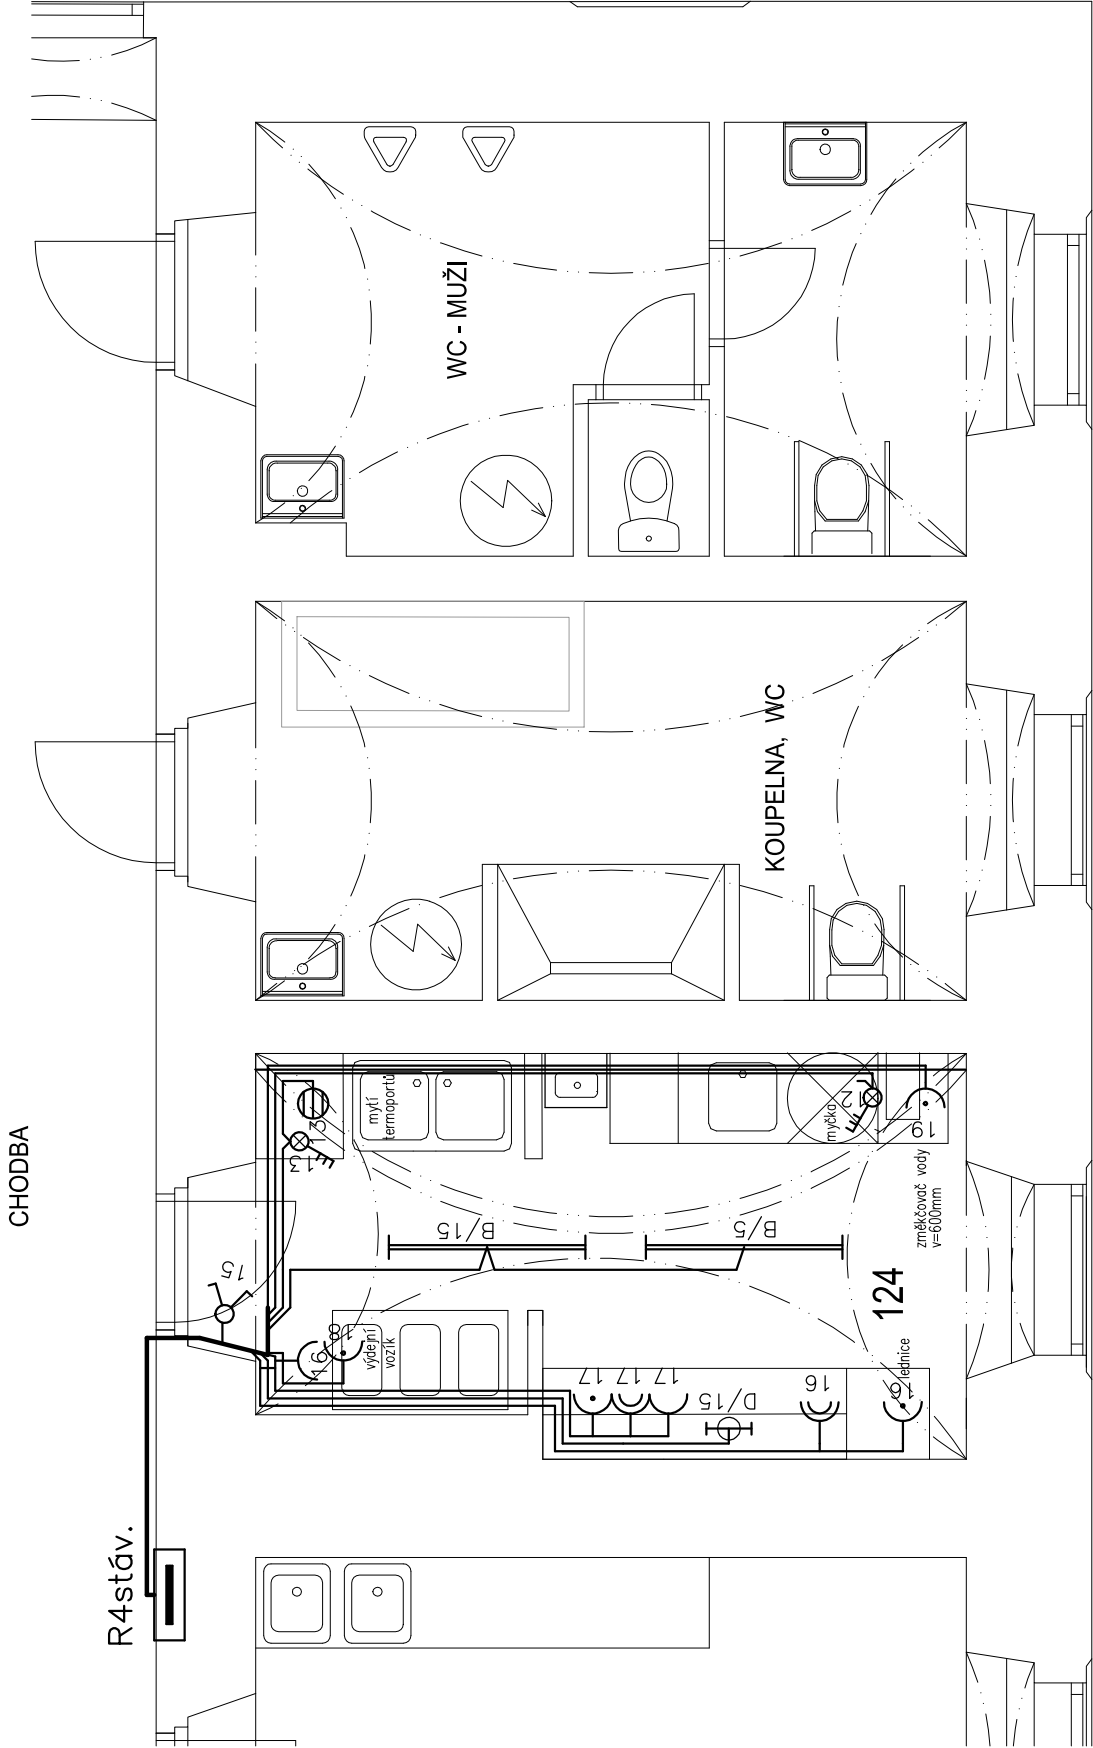 CHODBA
WC - MUŽI
KOUPELNA, WC
mytí
termoportů
myčka
12
19
13
13
změkčovač vody
v=600mm
15
B/15
B/5
124
16
18
výdejní
vozík
17
17
17
D/15
16
19
lednice
R4stáv.